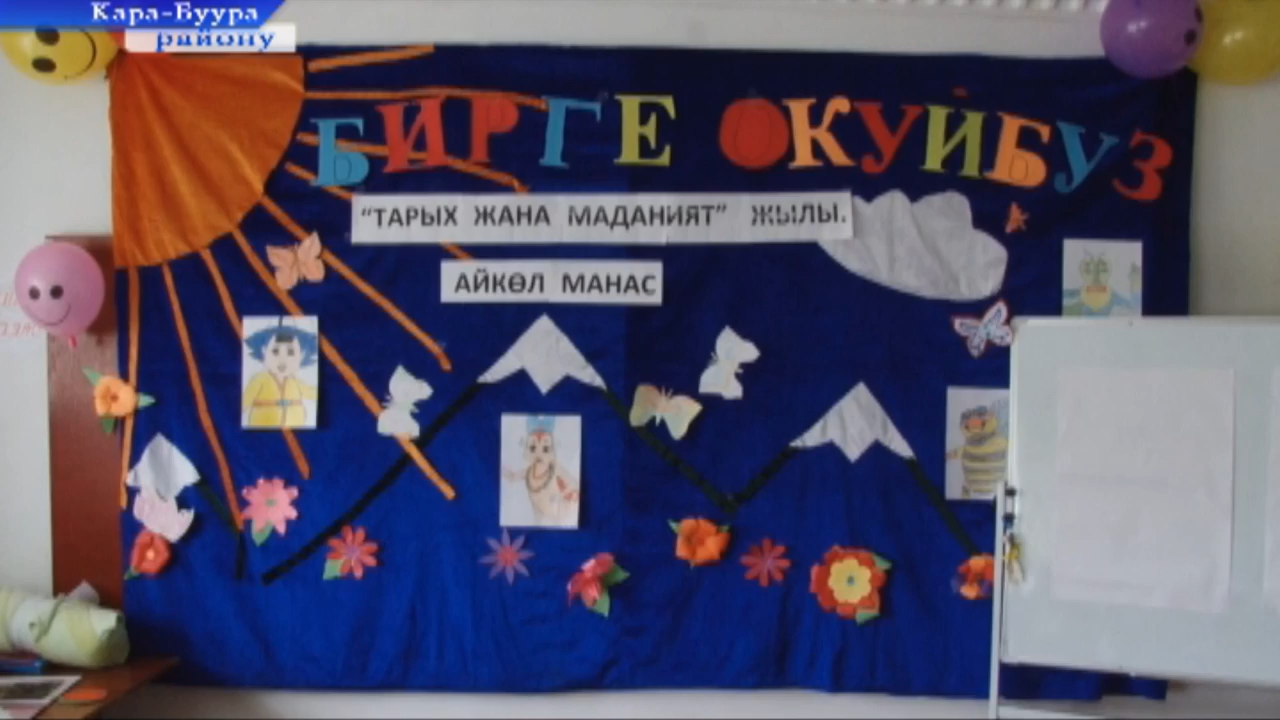 Кара-Буура
району
БИРГЕ ОКУЙБУЗ
"ТАРЫХ ЖАНА МАДАНИЯТ" ЖЫЛЫ.
АЙКӨЛ МАНАС